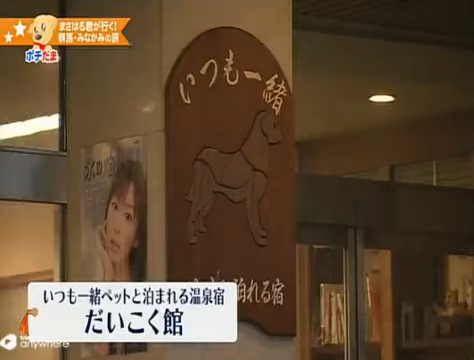 まさはる君が行く!
群馬・みなかみの旅
ポチたま
いつも一緒
泊れる宿
いつも一緒ペットと泊まれる温泉宿
だいこく館
anywhere